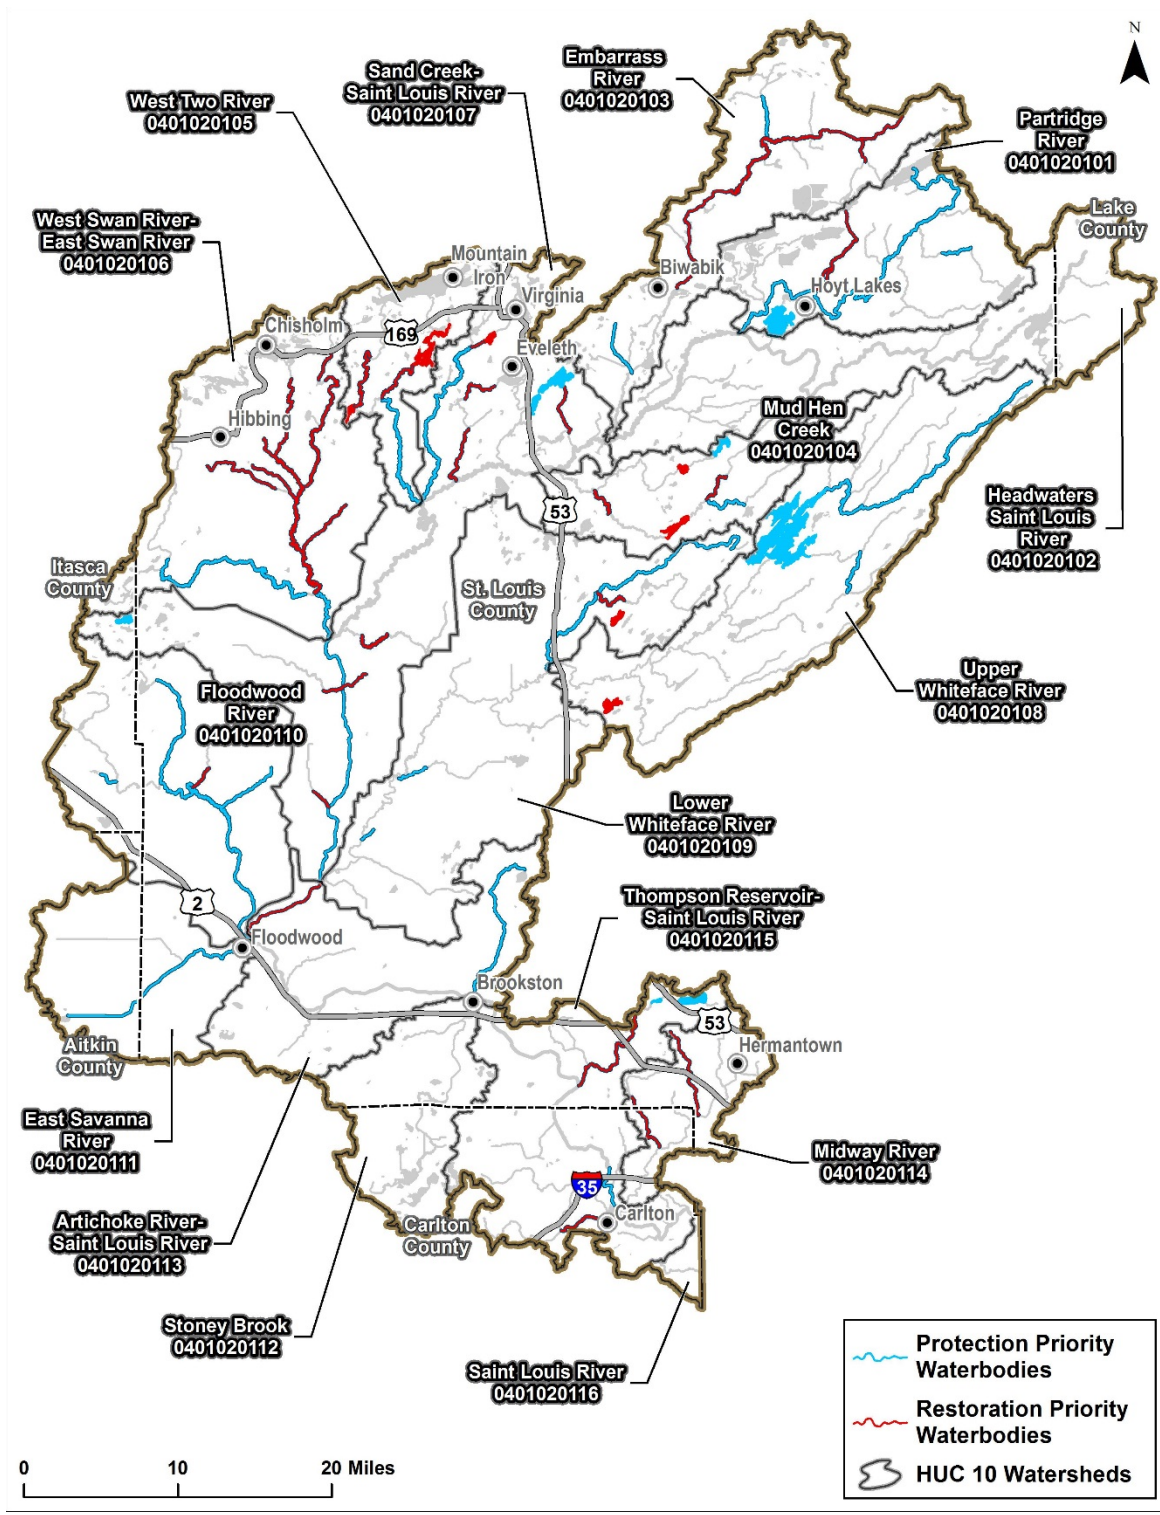 N
Embarrass
River
0401020103
Sand Creek-
Saint Louis River
0401020107
West Two River
0401020105
Partridge
River
0401020101
Lake
County
West Swan River-
East Swan River
0401020106
Mountain
Iron
Biwabik
Hoyt Lakes
Virginia
Chisholm
169
Eveleth
Hibbing
Mud Hen
Creek
0401020104
53
Headwaters
Saint Louis
River
0401020102
Itasca
County
St. Louis
County
Upper
Whiteface River
0401020108
Floodwood
River
0401020110
Lower
Whiteface River
0401020109
2
Thompson Reservoir-
Saint Louis River
0401020115
Floodwood
Brookston
53
Hermantown
Aitkin
County
East Savanna
River
0401020111
Midway River
0401020114
35
Artichoke River-
Saint Louis River
0401020113
Carlton
County
Carlton
Stoney Brook
0401020112
Saint Louis River
0401020116
Protection Priority
Waterbodies
Restoration Priority
Waterbodies
HUC 10 Watersheds
0 10 20 Miles